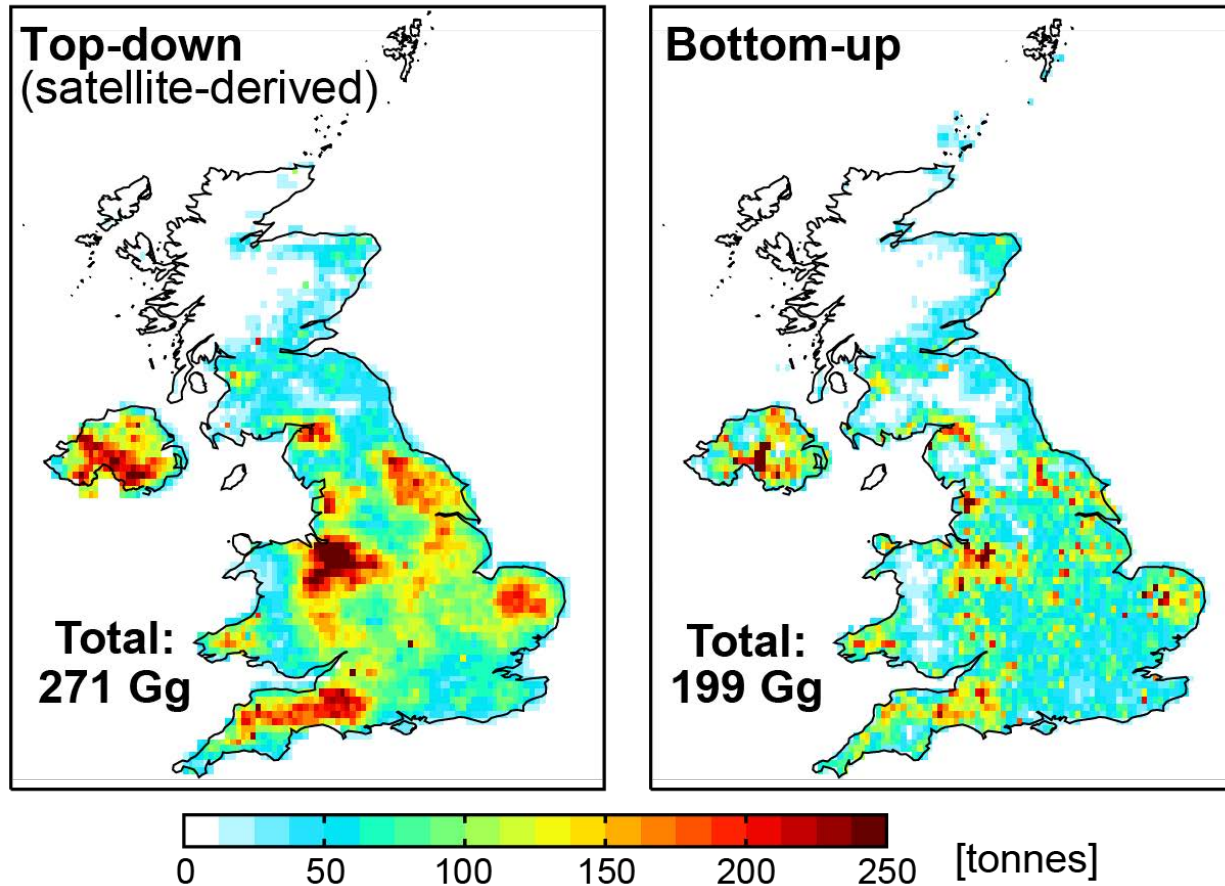 Top-down
(satellite-derived)
Total:
271 Gg
Bottom-up
Total:
199 Gg
0 50 100 150 200 250 [tonnes]